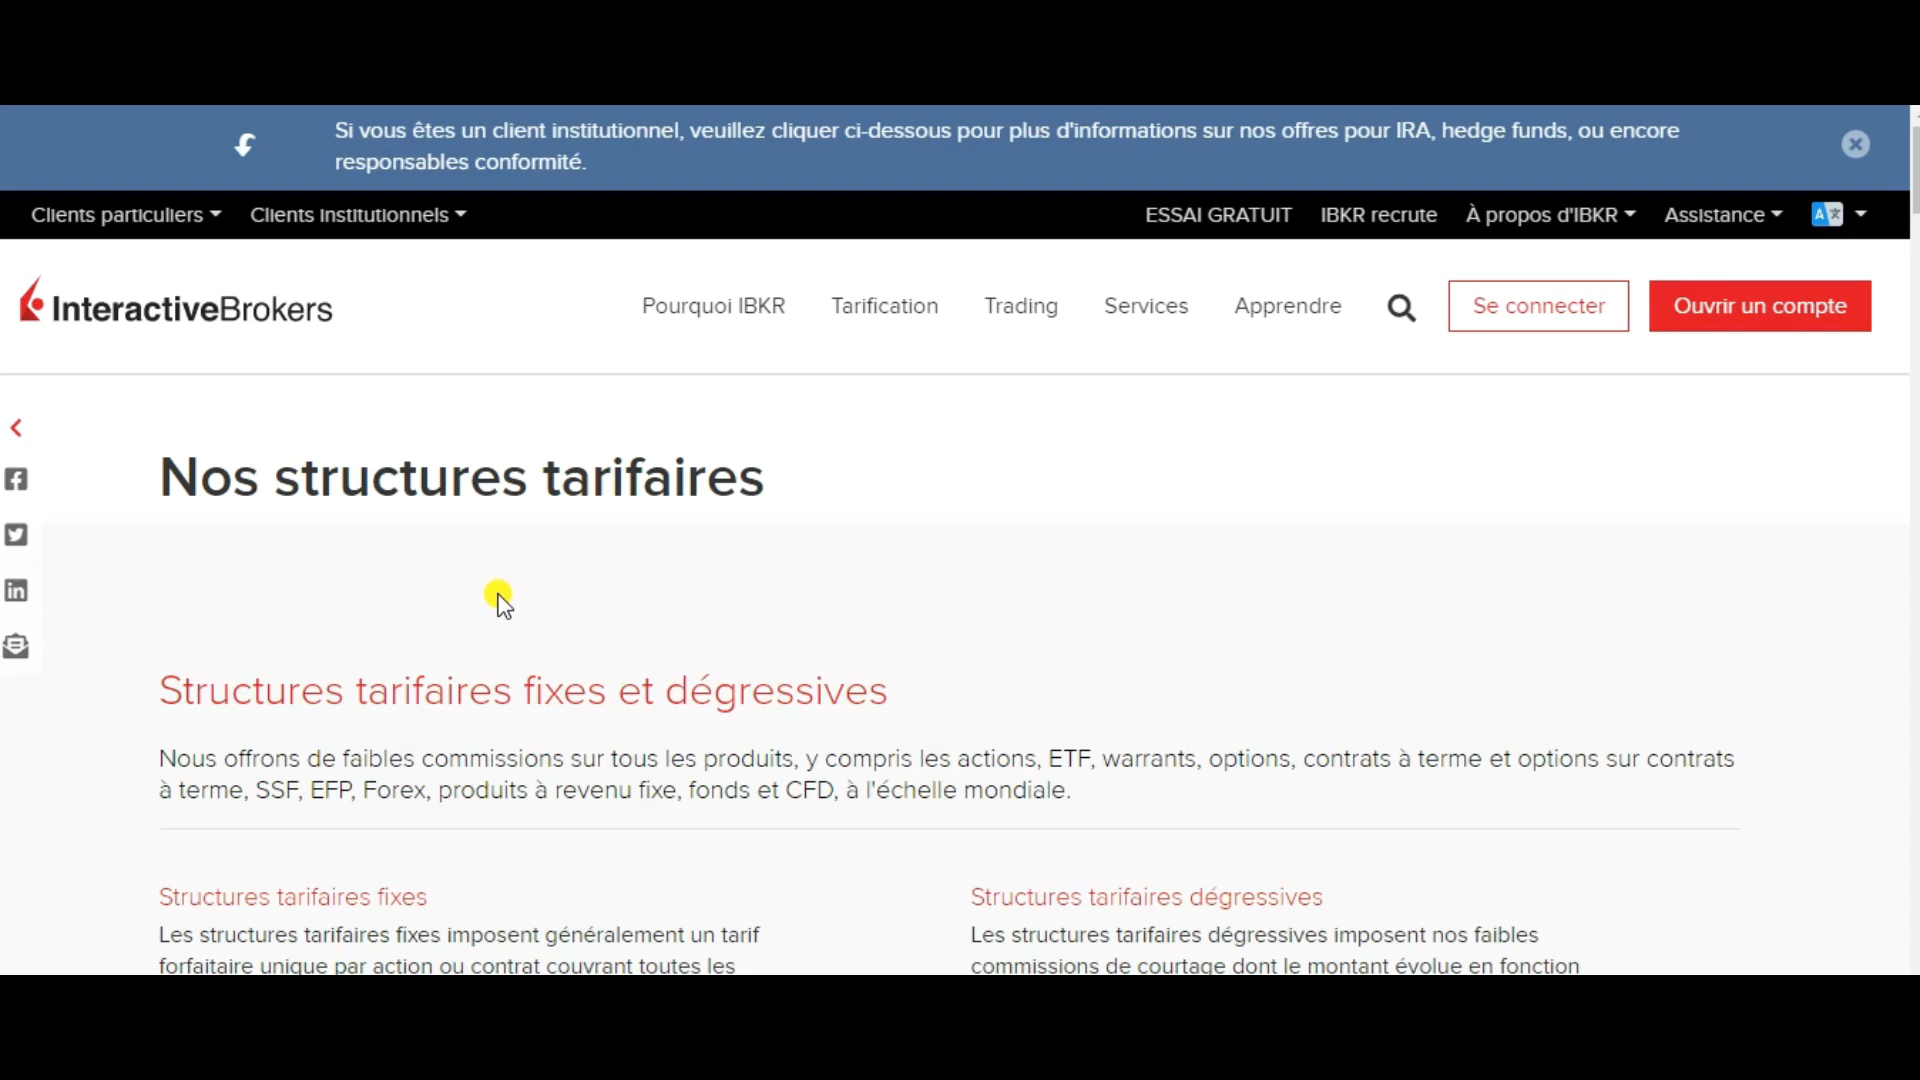 Si vous êtes un client institutionnel, veuillez cliquer ci-dessous pour plus d'informations sur nos offres pour IRA, hedge funds, ou encore
responsables conformité.
Clients particuliers Clients institutionnels ESSAI GRATUIT IBKR recrute À propos d'IBKR Assistance
InteractiveBrokers Pourquoi IBKR Tarification Trading Services Apprendre Se connecter Ouvrir un compte
Nos structures tarifaires
Structures tarifaires fixes et dégressives
Nous offrons de faibles commissions sur tous les produits, y compris les actions, ETF, warrants, options, contrats à terme et options sur contrats
à terme, SSF, EFP, Forex, produits à revenu fixe, fonds et CFD, à l'échelle mondiale.
Structures tarifaires fixes
Les structures tarifaires fixes imposent généralement un tarif
forfaitaire unique par action ou contrat couvrant toutes les
Structures tarifaires dégressives
Les structures tarifaires dégressives imposent nos faibles
commissions de courtage dont le montant évolue en fonction